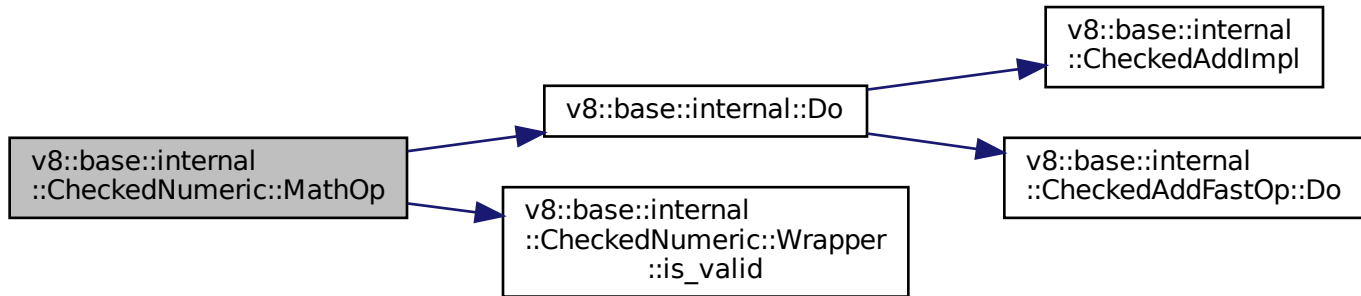 v8::base::internal
::CheckedNumeric::MathOp
v8::base::internal::Do
v8::base::internal
::CheckedAddImpl
v8::base::internal
::CheckedAddFastOp::Do
v8::base::internal
::CheckedNumeric::Wrapper
::is_valid